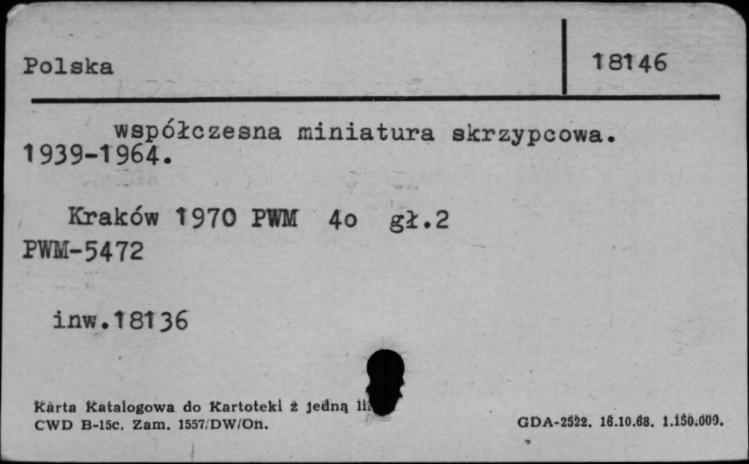 Polska 18146
współczesna miniatura skrzypcowa.
1939-1964.
Kraków 1970 PWM 4o gł.2
PWM-5472
inw.18136
Karta Katalogowa do Kartoteki z jedną
CWD B-15c. Zam. 1557/DW/On. GDA-2522. 16.10.68. 1.150.000.